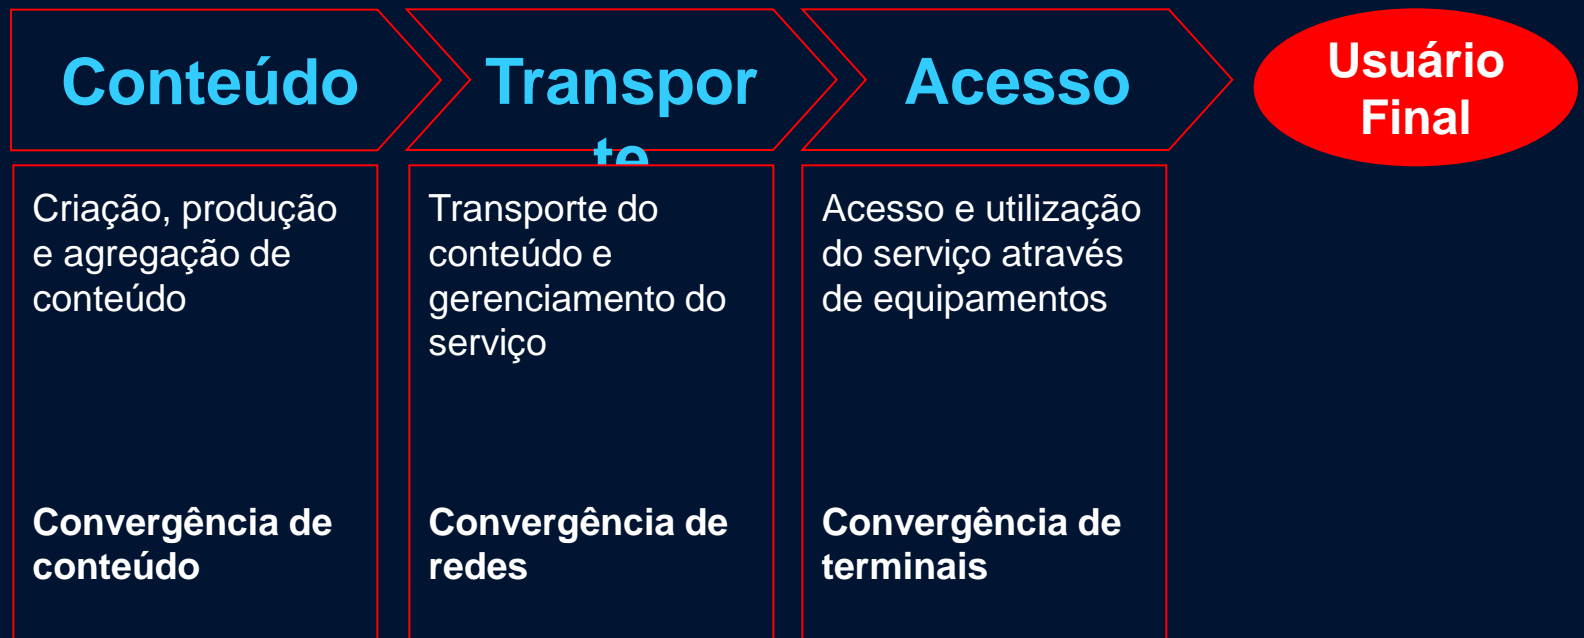 Conteúdo
Transpor
te
Acesso
Usuário
Final
Criação, produção
e agregação de
conteúdo
Convergência de
conteúdo
Transporte do
conteúdo e
gerenciamento do
serviço
Convergência de
redes
Acesso e utilização
do serviço através
de equipamentos
Convergência de
terminais